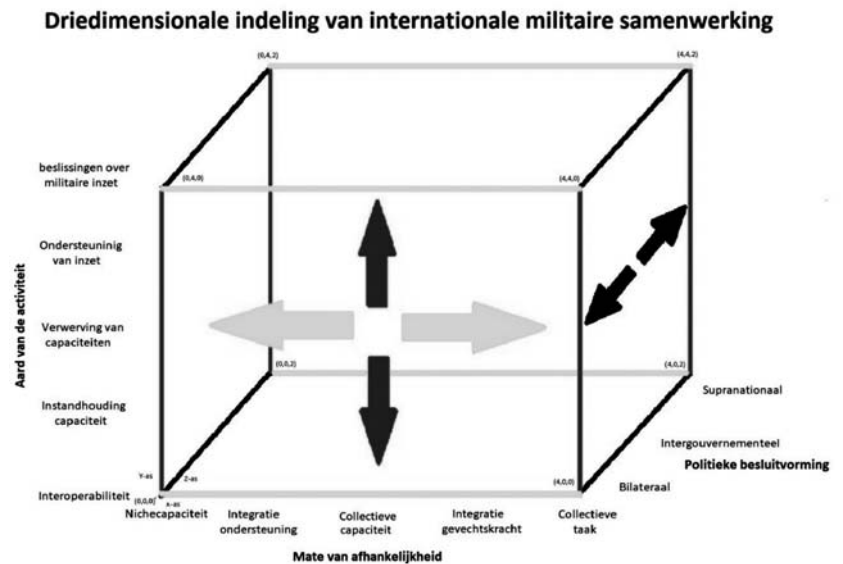 Driedimensionale indeling van internationale militaire samenwerking
(0,4,2)
(4,4,2)
beslissingen over
militaire inzet
(0,4,0)
(4,4,0)
Ondersteuninig
van inzet
Aard van de activiteit
Verwerving van
capaciteiten
(0,0,2)
(4,0,2)
Supranationaal
Instandhouding
capaciteit
Intergouvernementeel
Politieke besluitvorming
Y-as
Z-as
(4,0,0)
Bilateraal
Interoperabiliteit
(0,0,0)
x-as
Nichecapaciteit
Integratie
ondersteuning
Collectieve
capaciteit
Integratie
gevechtskracht
Collectieve
taak
Mate van afhankelijkheid